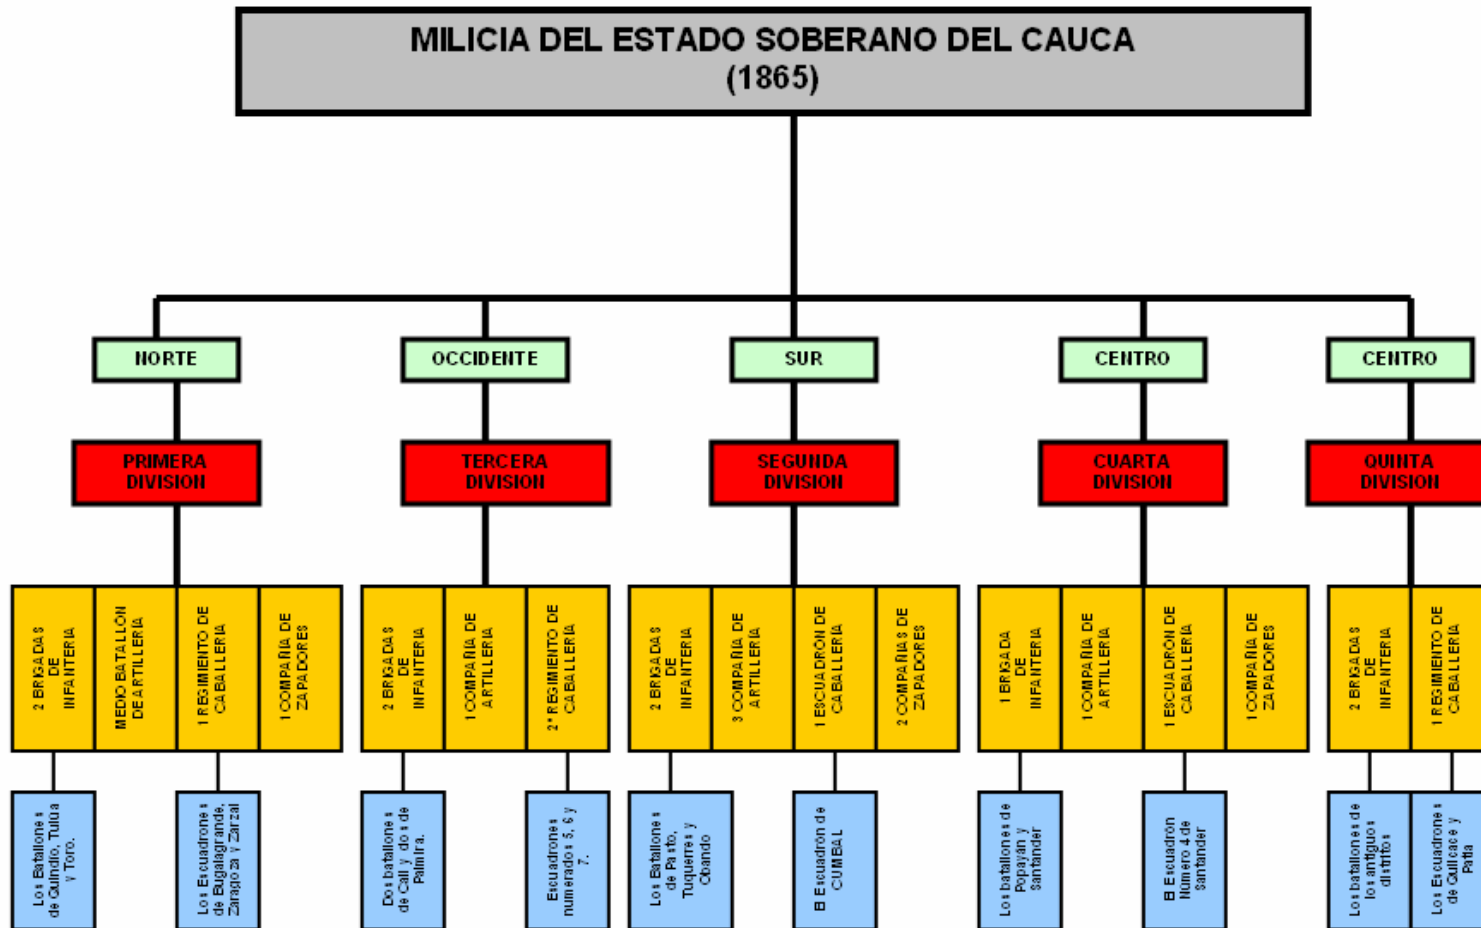 MILICIA DEL ESTADO SOBERANO DEL CAUCA
(1865)
NORTE
OCCIDENTE
SUR
CENTRO
CENTRO
PRIMERA
DIVISION
TERCERA
DIVISION
SEGUNDA
DIVISION
CUARTA
DIVISION
QUINTA
DIVISION
2 BRIGADAS
DE
INFANTERIA
MEDIO BATALLÓN
DE ARTILLERIA
1 REGIMIENTO DE
CABALLERIA
1 COMPAÑIA DE
ZAPADORES
2 BRIGADAS
DE
INFANTERIA
1 COMPAÑIA DE
ARTILLERIA
2° REGIMIENTO DE
CABALLERIA
2 BRIGADAS
DE
INFANTERIA
3 COMPAÑIA DE
ARTILLERIA
1 ESCUADRÓN DE
CABALLERIA
2 COMPAÑIAS DE
ZAPADORES
1 BRIGADA
DE
INFANTERIA
1 COMPAÑIA DE
ARTILLERIA
1 ESCUADRÓN DE
CABALLERIA
1 COMPAÑIA DE
ZAPADORES
2 BRIGADAS
DE
INFANTERIA
1 REGIMIENTO DE
CABALLERIA
Los Batallones
de Quindio, Tulúa
y Toro.
Los Escuadrones
de Bugalagrande,
Zaragoza y Zarzal
Dos batallones
de Cali y dos de
Palmira.
Escuadrones
numerados 5, 6 y
7.
Los Batallones
de Pasto,
Tuquerres y
Obando
El Escuadrón de
CUMBAL
Los batallones de
Popayán y
Santander
El Escuadrón
Número 4 de
Santander
Los batallones de
los antiguos
distritos
Los Escuadrones
de Quilcace y
Patia